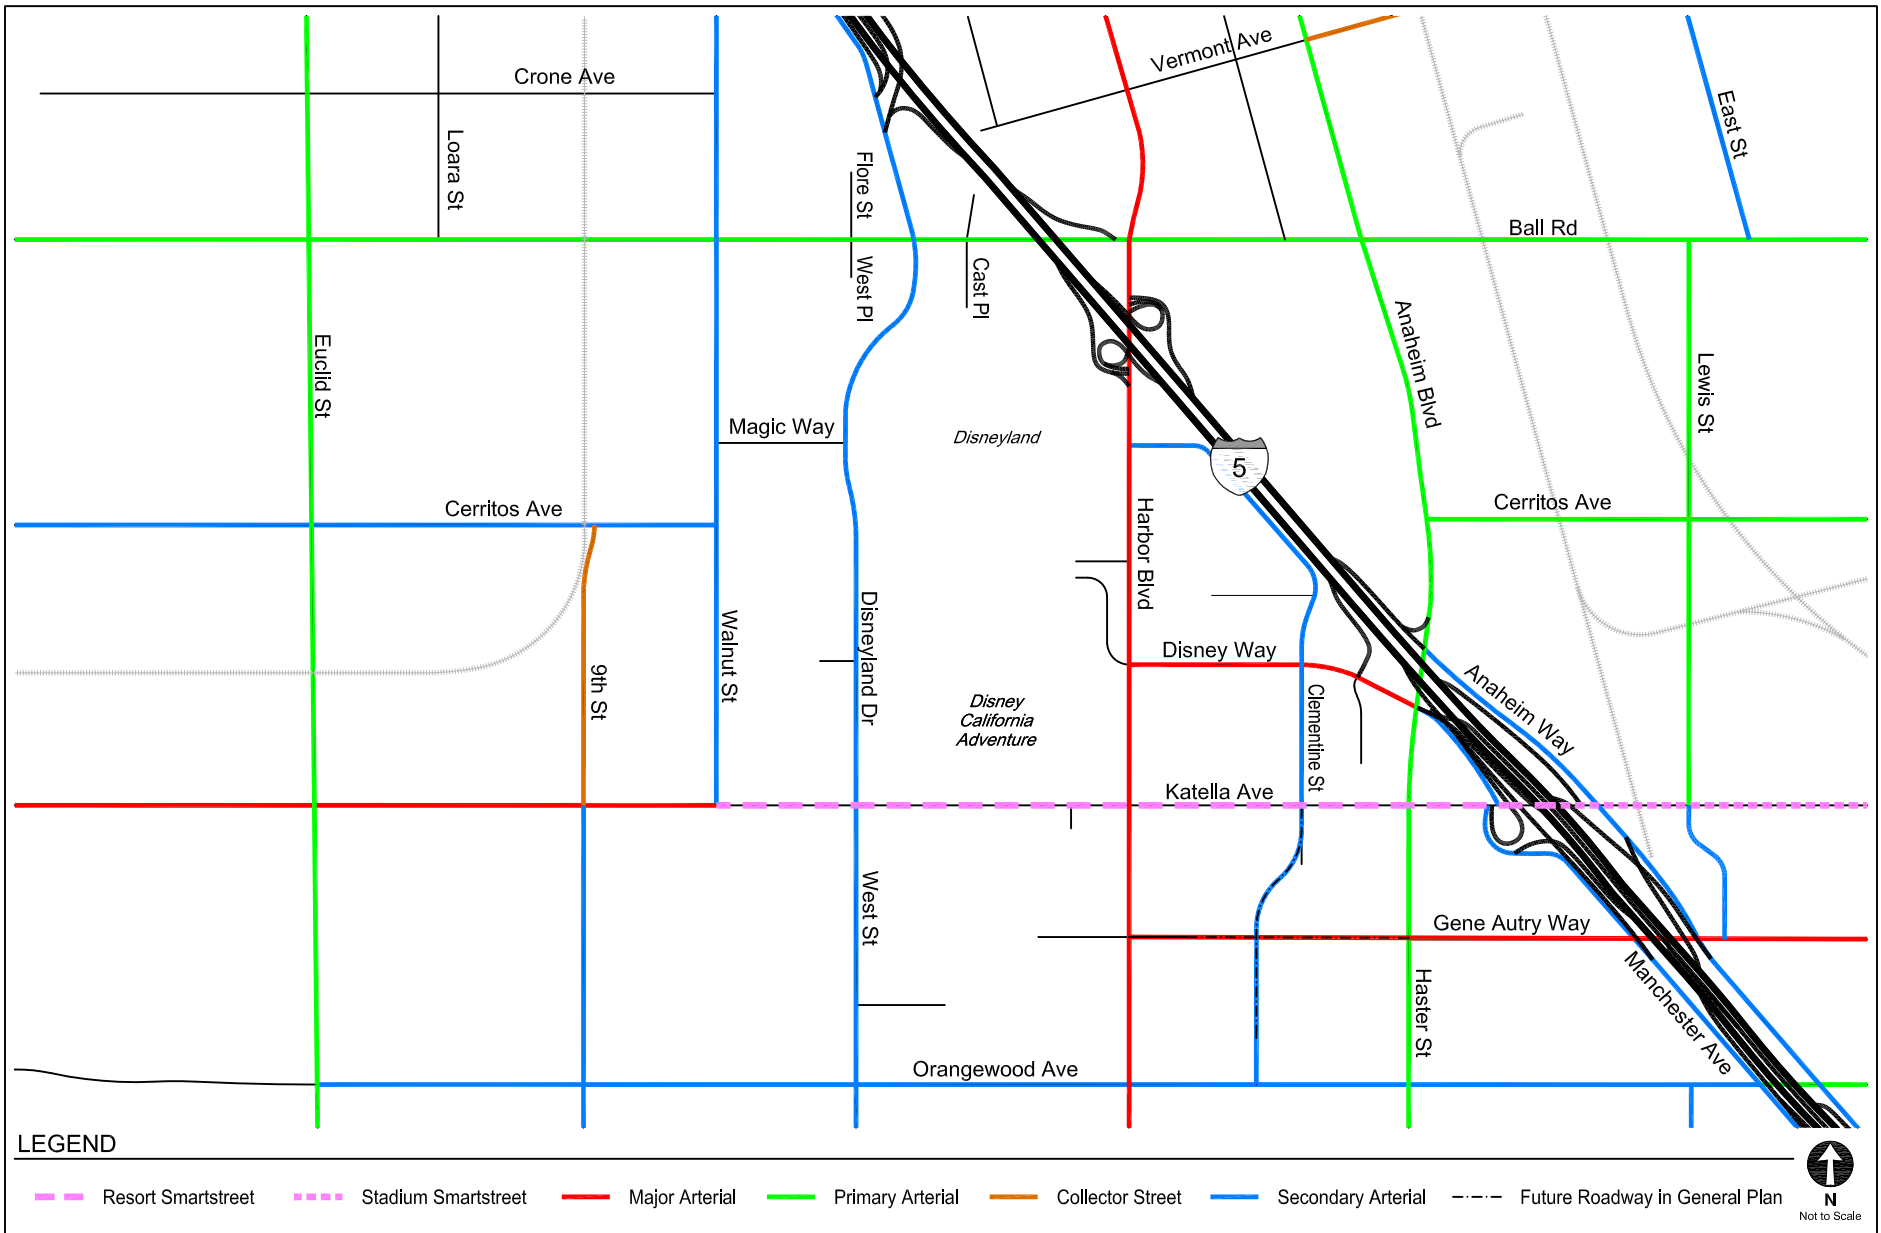 Vermont Ave
Crone Ave
East St
Loara St
Flore St
Ball Rd
West Pl
Cast Pl
Anaheim Blvd
Euclid St
Lewis St
Magic Way
Disneyland
5
Cerritos Ave
Cerritos Ave
Harbor Blvd
Disneyland Dr
Walnut St
Disney Way
9th St
Anaheim Way
Clementine St
Disney
California
Adventure
Katella Ave
West St
Gene Autry Way
Haster St
Manchester Ave
Orangewood Ave
LEGEND
Resort Smartstreet
Stadium Smartstreet
Major Arterial
Primary Arterial
Collector Street
Secondary Arterial
Future Roadway in General Plan
N
Not to Scale